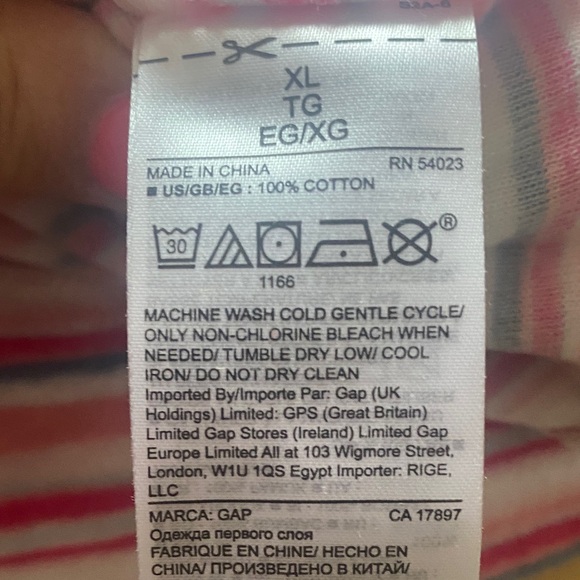 XL
TG
EG/XG
MADE IN CHINA RN 54023
■ US/GB/EG : 100% COTTON
30
®
1166
MACHINE WASH COLD GENTLE CYCLE/
ONLY NON-CHLORINE BLEACH WHEN
NEEDED/ TUMBLE DRY LOW/ COOL
IRON/ DO NOT DRY CLEAN
Imported By/Importe Par: Gap (UK
Holdings) Limited: GPS (Great Britain)
Limited Gap Stores (Ireland) Limited Gap
Europe Limited All at 103 Wigmore Street,
London, W1U 1QS Egypt Importer: RIGE,
LLC
MARCA: GAP CA 17897
Одежда первого слоя
FABRIQUE EN CHINE/ HECHO EN
CHINA/ ПРОИЗВЕДЕНО В КИТАЙ/